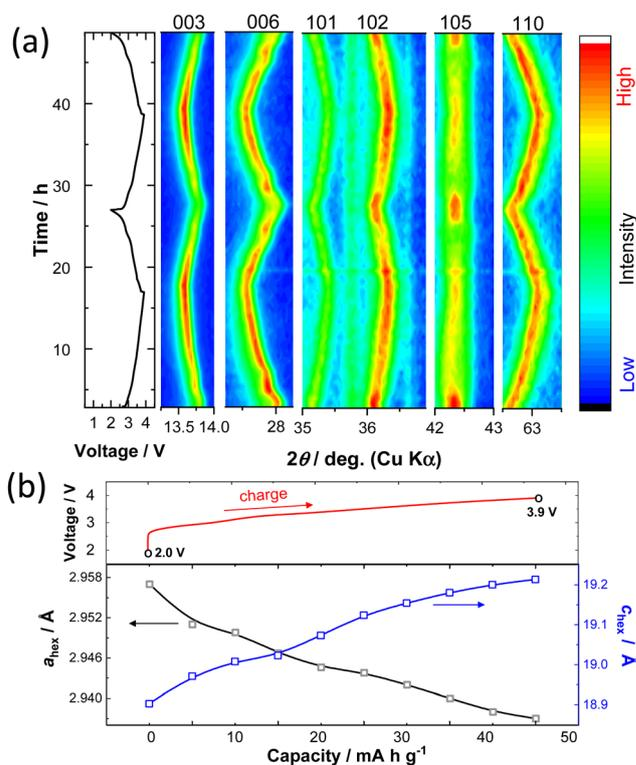 (a)
003 006 101 102 105 110
Time / h
40
30
20
10
1 2 3 4
Voltage / V
13.5 14.0 28 35 36 42 43 63
2θ / deg. (Cu Kα)
High
Intensity
Low
(b)
Voltage / V
4
3
2
charge
2.0 V
3.9 V
a_hex / Å
2.958
2.952
2.946
2.940
c_hex / Å
19.2
19.1
19.0
18.9
0 10 20 30 40 50
Capacity / mA h g⁻¹